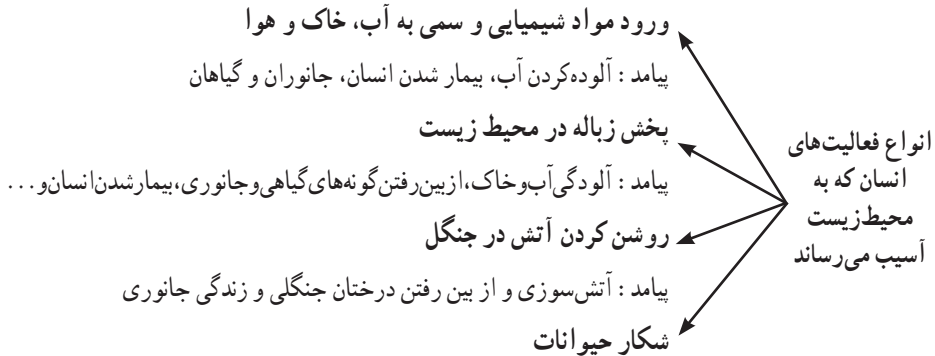 انواع فعالیت‌های
انسان که به
محیط‌زیست
آسیب می‌رساند
ورود مواد شیمیایی و سمی به آب، خاک و هوا
پیامد : آلوده‌کردن آب، بیمار شدن انسان، جانوران و گیاهان
پخش زباله در محیط زیست
پیامد : آلودگی‌آب‌وخاک،ازبین‌رفتن‌گونه‌های‌گیاهی‌وجانوری،بیمارشدن‌انسان‌و...
روشن کردن آتش در جنگل
پیامد : آتش‌سوزی و از بین رفتن درختان جنگلی و زندگی جانوری
شکار حیوانات